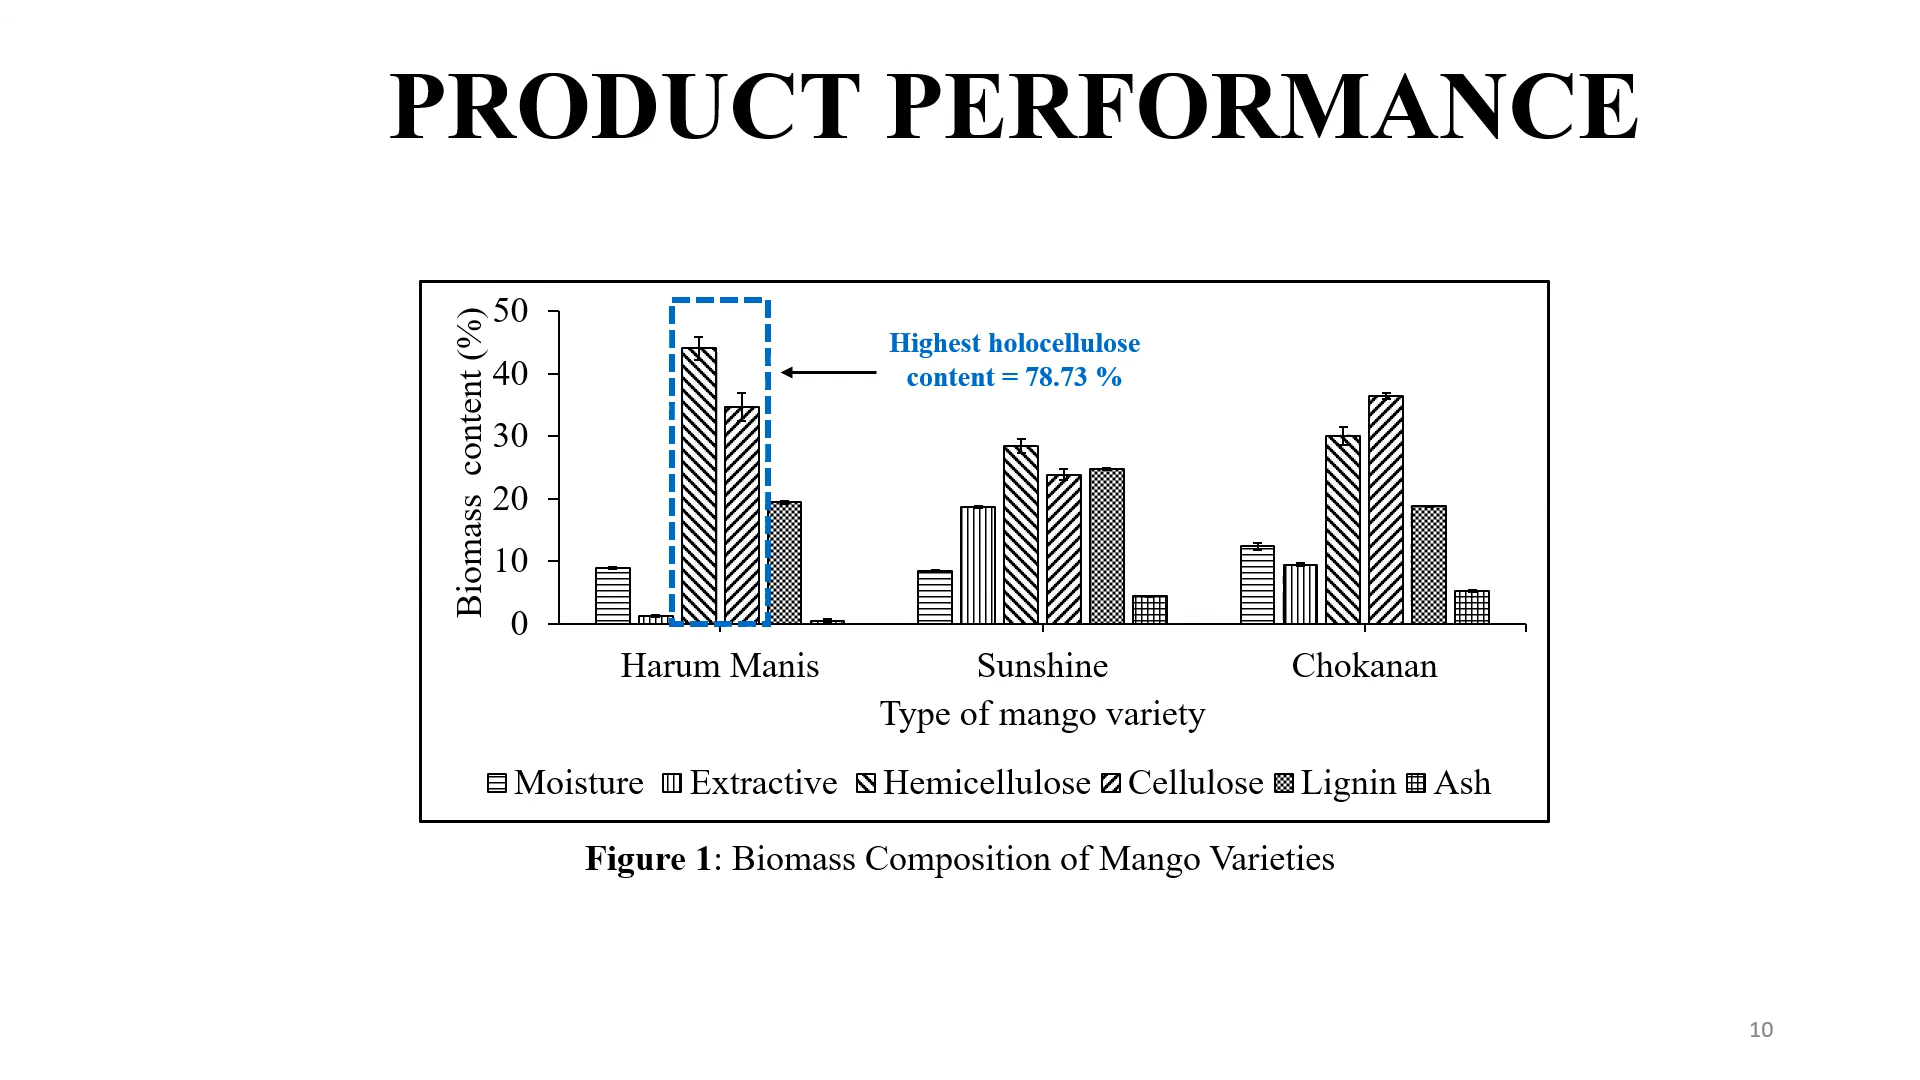 PRODUCT PERFORMANCE
Biomass content (%)
50
40
30
20
10
0
Highest holocellulose
content = 78.73 %
Harum Manis
Sunshine
Chokanan
Type of mango variety
Moisture Extractive Hemicellulose Cellulose Lignin Ash
Figure 1: Biomass Composition of Mango Varieties
10